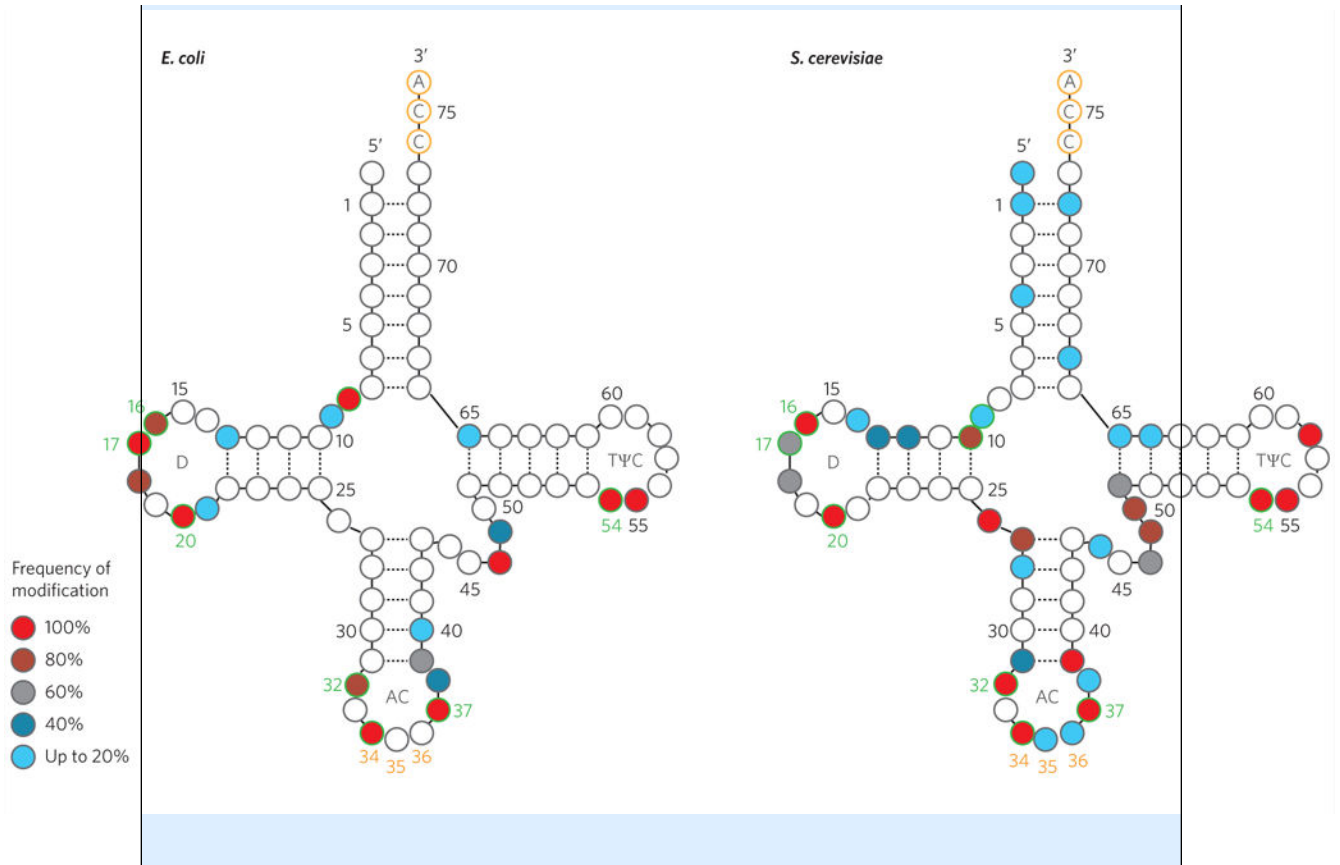 E. coli
3′
A
C 75
C
5′
1
70
5
60
15
16
65
10
17
D
TΨC
25
50
20
54 55
45
30 40
32
AC
37
34 36
35
S. cerevisiae
3′
A
C 75
C
5′
1
70
5
60
15
16
65
17
10
D
TΨC
25
50
20
54 55
45
30 40
32
AC
37
34 36
35
Frequency of
modification
100%
80%
60%
40%
Up to 20%